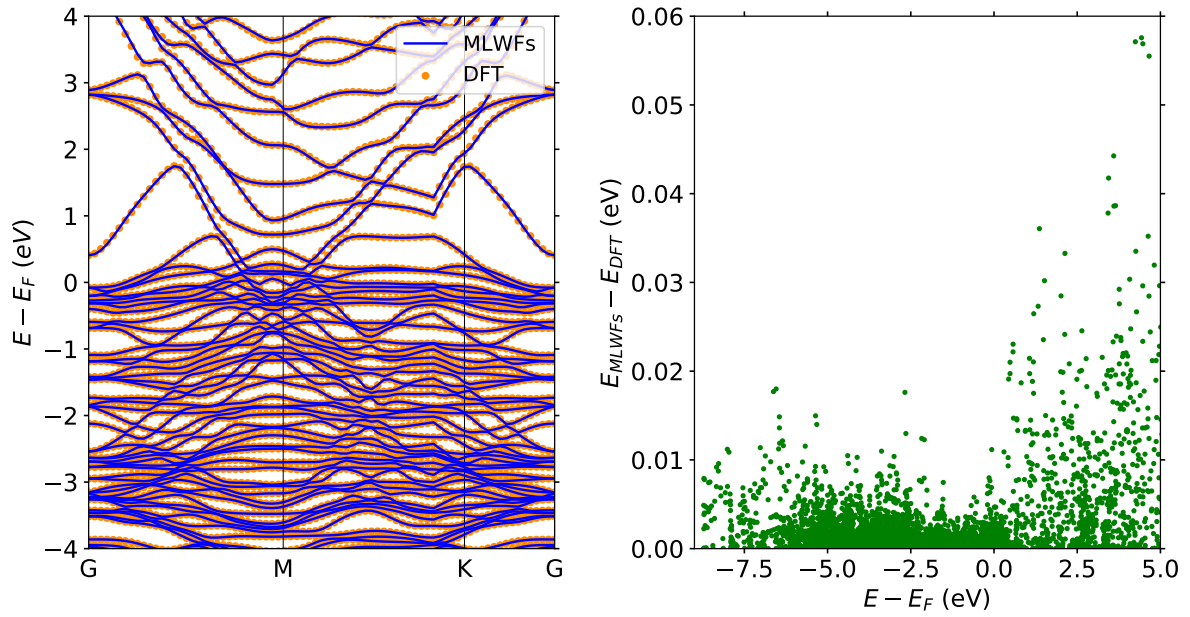 4
3
2
1
0
−1
−2
−3
−4
E − E_F (eV)
G M K G
MLWFs
DFT
0.06
0.05
0.04
0.03
0.02
0.01
0.00
E_MLWFs − E_DFT (eV)
−7.5 −5.0 −2.5 0.0 2.5 5.0
E − E_F (eV)